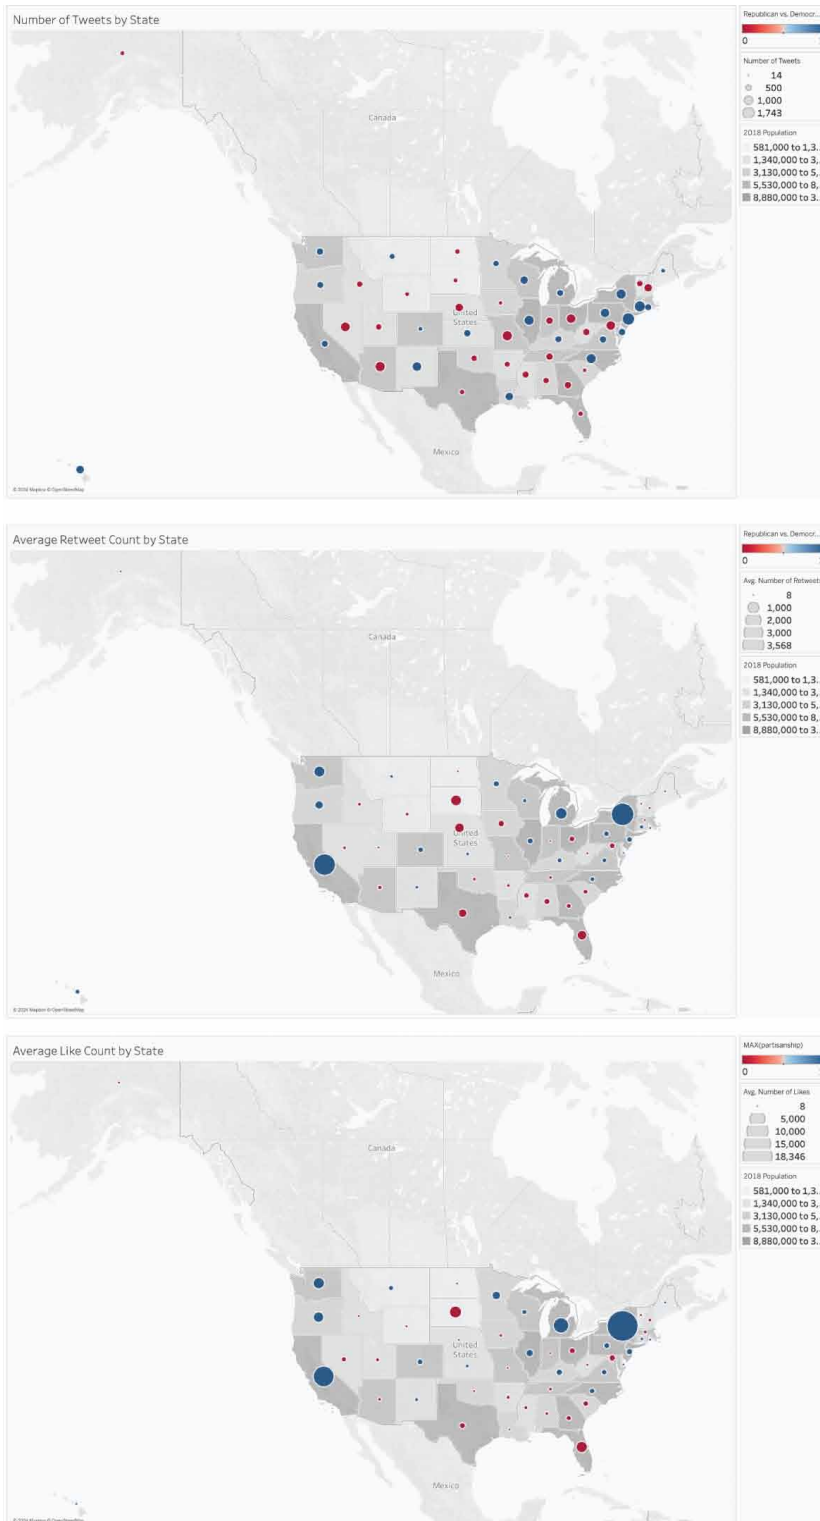 Number of Tweets by State
Republican vs. Democr...
0
Number of Tweets
14
500
1,000
1,743
2018 Population
581,000 to 1,3..
1,340,000 to 3,.
3,130,000 to 5,.
5,530,000 to 8,.
8,880,000 to 3..
Canada
United
States
Mexico
© 2024 Mapbox © OpenStreetMap
Average Retweet Count by State
Republican vs. Democr...
0
Avg. Number of Retweets
8
1,000
2,000
3,000
3,568
2018 Population
581,000 to 1,3..
1,340,000 to 3,.
3,130,000 to 5,.
5,530,000 to 8,.
8,880,000 to 3..
Canada
United
States
Mexico
© 2024 Mapbox © OpenStreetMap
Average Like Count by State
MAX(partisanship)
0
Avg. Number of Likes
8
5,000
10,000
15,000
18,346
2018 Population
581,000 to 1,3..
1,340,000 to 3,.
3,130,000 to 5,.
5,530,000 to 8,.
8,880,000 to 3..
Canada
United
States
Mexico